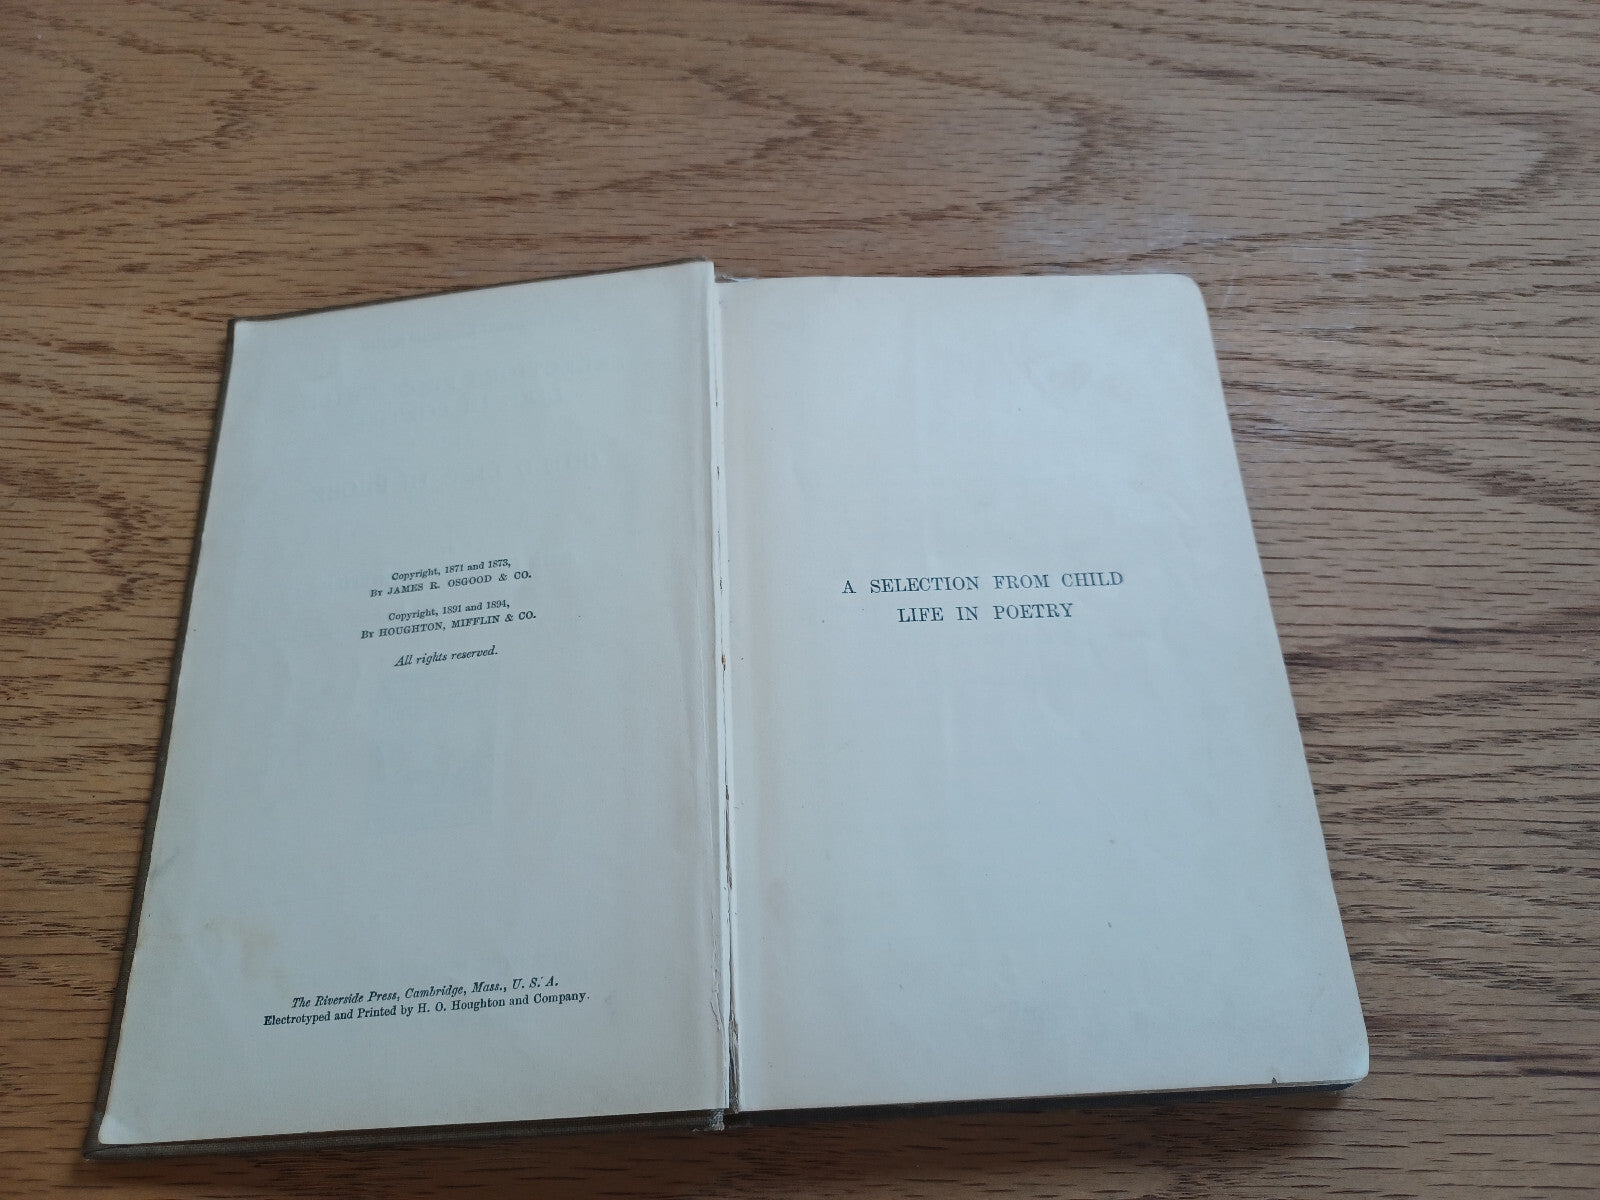 Copyright, 1871 and 1873,
By JAMES R. OSGOOD & CO.
Copyright, 1891 and 1894,
By HOUGHTON, MIFFLIN & CO.
All rights reserved.
The Riverside Press, Cambridge, Mass., U. S. A.
Electrotyped and Printed by H. O. Houghton and Company.
A SELECTION FROM CHILD
LIFE IN POETRY